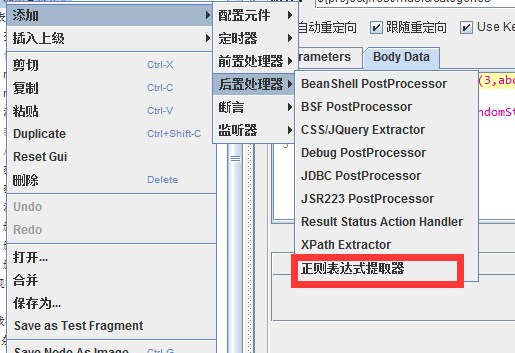 添加
插入上级
剪切 Ctrl-X
复制 Ctrl-C
粘贴 Ctrl-V
Duplicate Ctrl+Shift-C
Reset Gui
删除 Delete
Undo
Redo
打开...
合并
保存为...
Save as Test Fragment
Save Node As Image Ctrl-G
配置元件
定时器
前置处理器
后置处理器
断言
监听器
自动重定向 跟随重定向 Use Ke
rameters Body Data
BeanShell PostProcessor
BSF PostProcessor
CSS/JQuery Extractor
Debug PostProcessor
JDBC PostProcessor
JSR223 PostProcessor
Result Status Action Handler
XPath Extractor
正则表达式提取器
(3,abc
ndomSt